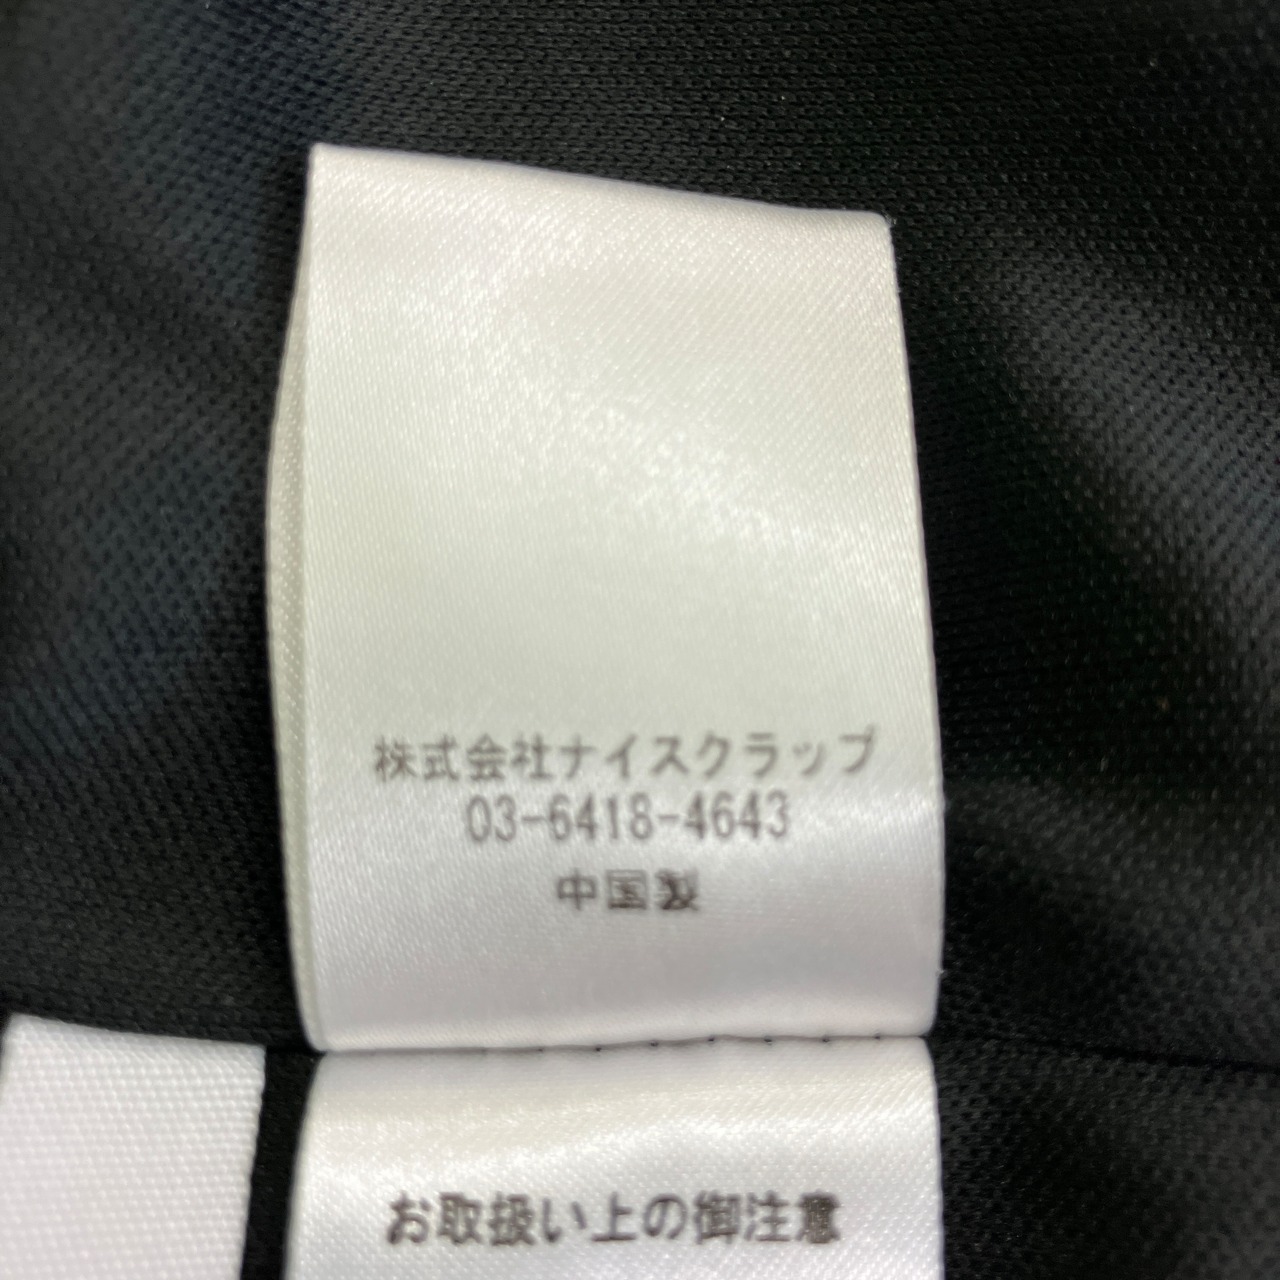 株式会社ナイスクラップ
03-6418-4643
中国製
お取扱い上の御注意